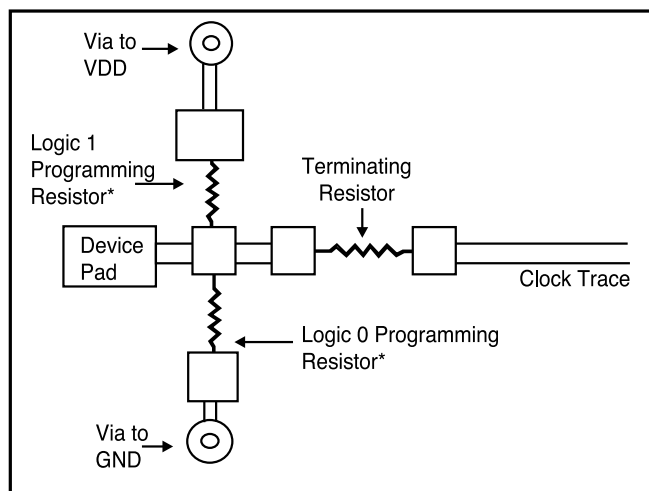 Via to
VDD
Logic 1
Programming
Resistor*
Terminating
Resistor
Device
Pad
Clock Trace
Logic 0 Programming
Resistor*
Via to
GND